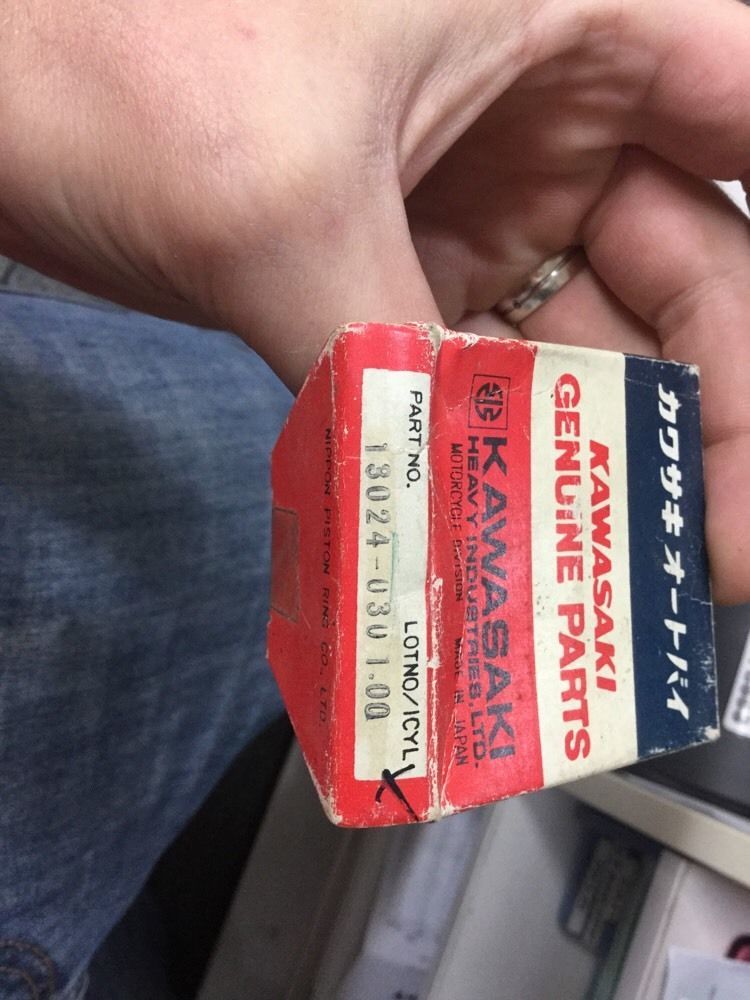 カワサキ オートバイ
KAWASAKI
GENUINE PARTS
KAWASAKI
HEAVY INDUSTRIES, LTD.
MOTORCYCLE DIVISION MADE IN JAPAN
PART NO. LOTNO/1CYL
13024-030 1.00
NIPPON PISTON RING CO., LTD.